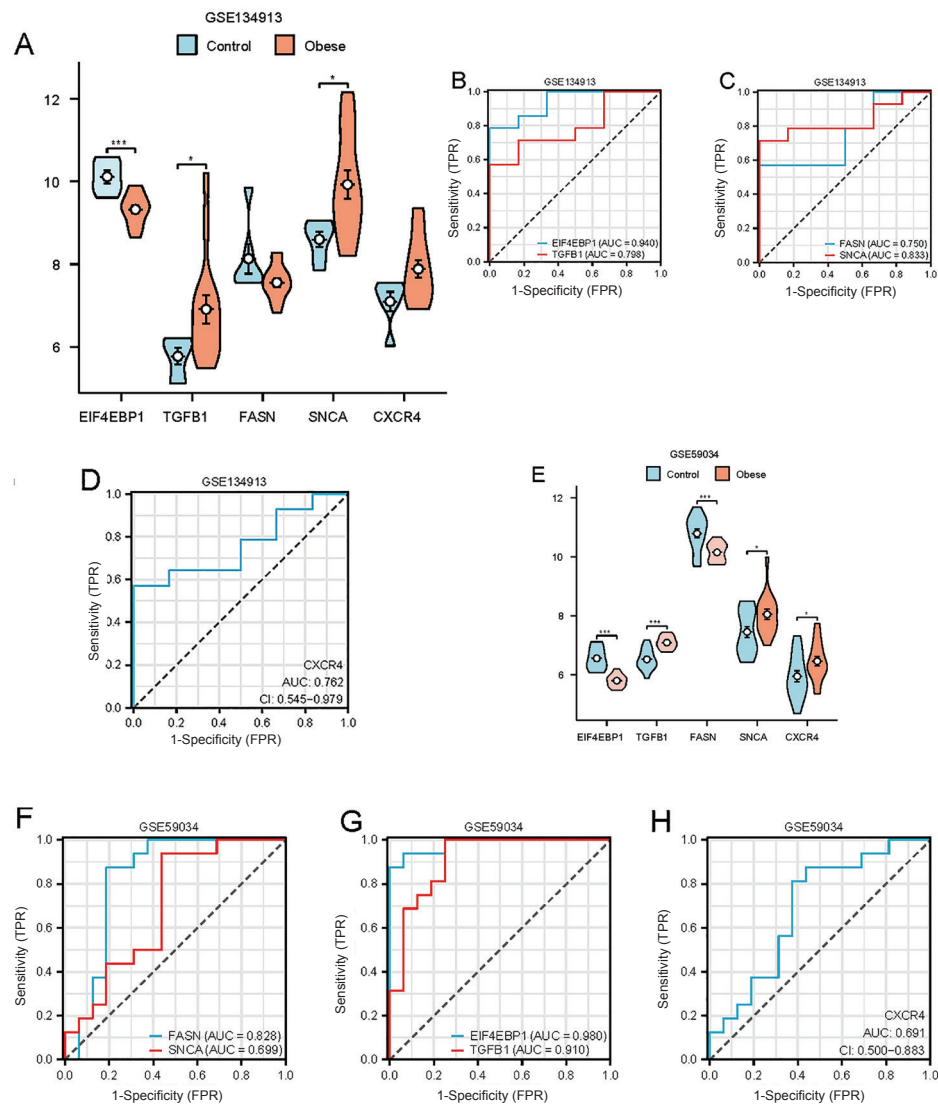 A
GSE134913
Control Obese
12
10
8
6
***
*
*
EIF4EBP1 TGFB1 FASN SNCA CXCR4
B
GSE134913
Sensitivity (TPR)
1.0
0.8
0.6
0.4
0.2
0.0
EIF4EBP1 (AUC = 0.940)
TGFB1 (AUC = 0.798)
0.0 0.2 0.4 0.6 0.8 1.0
1-Specificity (FPR)
C
GSE134913
Sensitivity (TPR)
1.0
0.8
0.6
0.4
0.2
0.0
FASN (AUC = 0.750)
SNCA (AUC = 0.833)
0.0 0.2 0.4 0.6 0.8 1.0
1-Specificity (FPR)
D
GSE134913
Sensitivity (TPR)
1.0
0.8
0.6
0.4
0.2
0.0
CXCR4
AUC: 0.762
CI: 0.545–0.979
0.0 0.2 0.4 0.6 0.8 1.0
1-Specificity (FPR)
E
GSE59034
Control Obese
12
10
8
6
***
***
***
*
*
EIF4EBP1 TGFB1 FASN SNCA CXCR4
F
GSE59034
Sensitivity (TPR)
1.0
0.8
0.6
0.4
0.2
0.0
FASN (AUC = 0.828)
SNCA (AUC = 0.699)
0.0 0.2 0.4 0.6 0.8 1.0
1-Specificity (FPR)
G
GSE59034
Sensitivity (TPR)
1.0
0.8
0.6
0.4
0.2
0.0
EIF4EBP1 (AUC = 0.980)
TGFB1 (AUC = 0.910)
0.0 0.2 0.4 0.6 0.8 1.0
1-Specificity (FPR)
H
GSE59034
Sensitivity (TPR)
1.0
0.8
0.6
0.4
0.2
0.0
CXCR4
AUC: 0.691
CI: 0.500–0.883
0.0 0.2 0.4 0.6 0.8 1.0
1-Specificity (FPR)